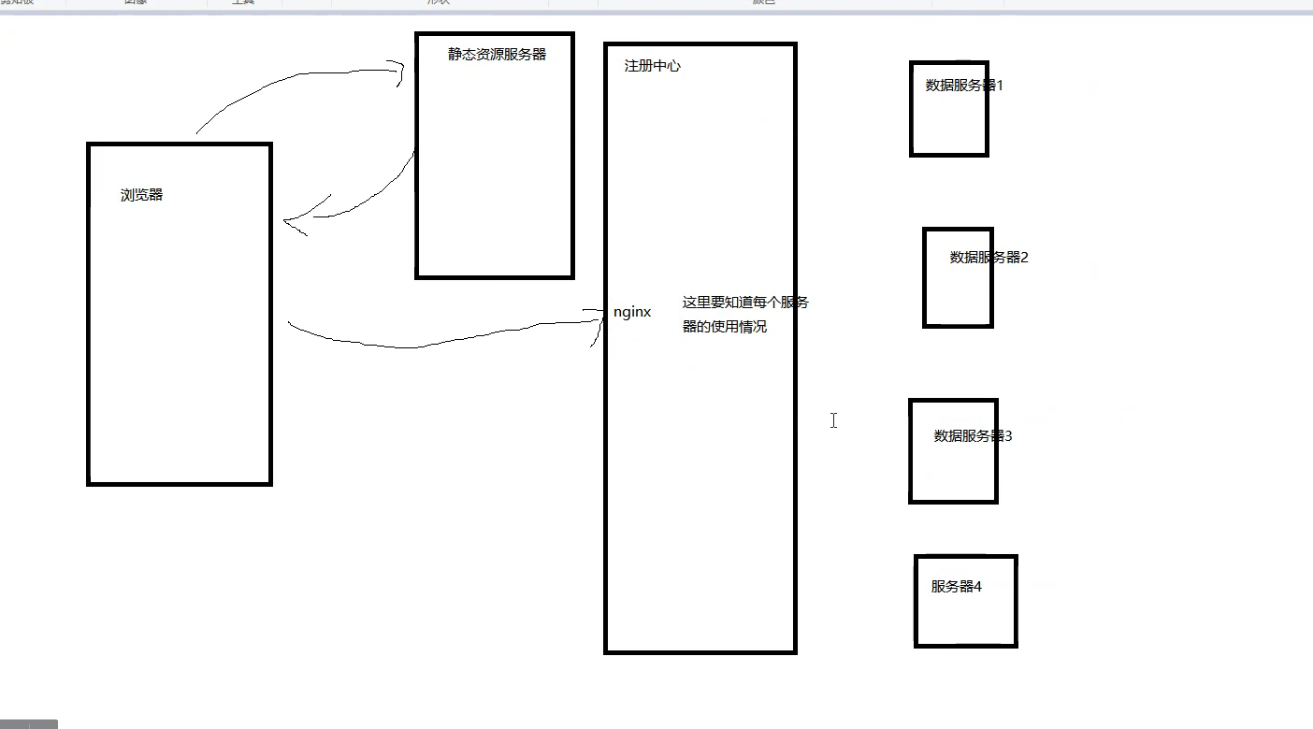 工具
静态资源服务器
注册中心
数据服务器1
浏览器
数据服务器2
nginx
这里要知道每个服务
器的使用情况
数据服务器3
服务器4